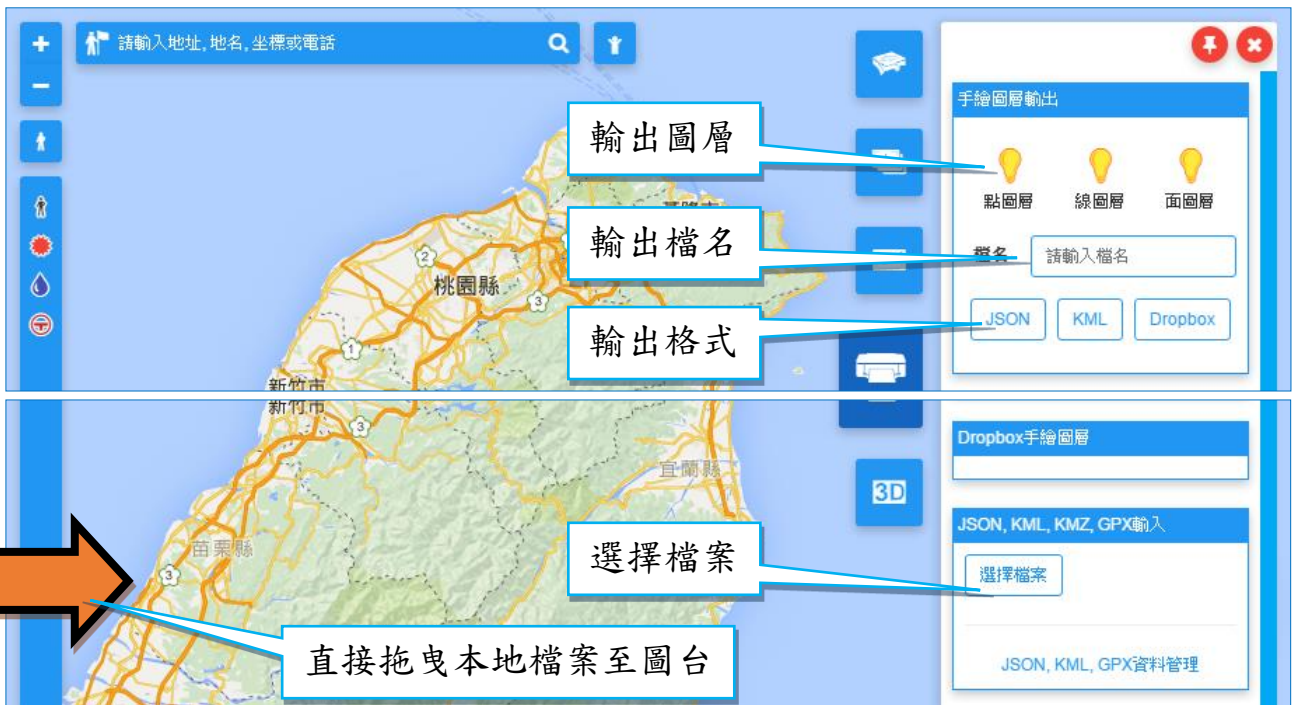 +
請輸入地址, 地名, 坐標或電話
手繪圖層輸出
輸出圖層
點圖層 線圖層 面圖層
2
桃園縣
3
輸出檔名
檔名 請輸入檔名
輸出格式
JSON KML Dropbox
1
新竹市
新竹市
3
Dropbox手繪圖層
宜蘭縣
3D
JSON, KML, KMZ, GPX輸入
苗栗縣
選擇檔案
選擇檔案
3
直接拖曳本地檔案至圖台
JSON, KML, GPX資料管理